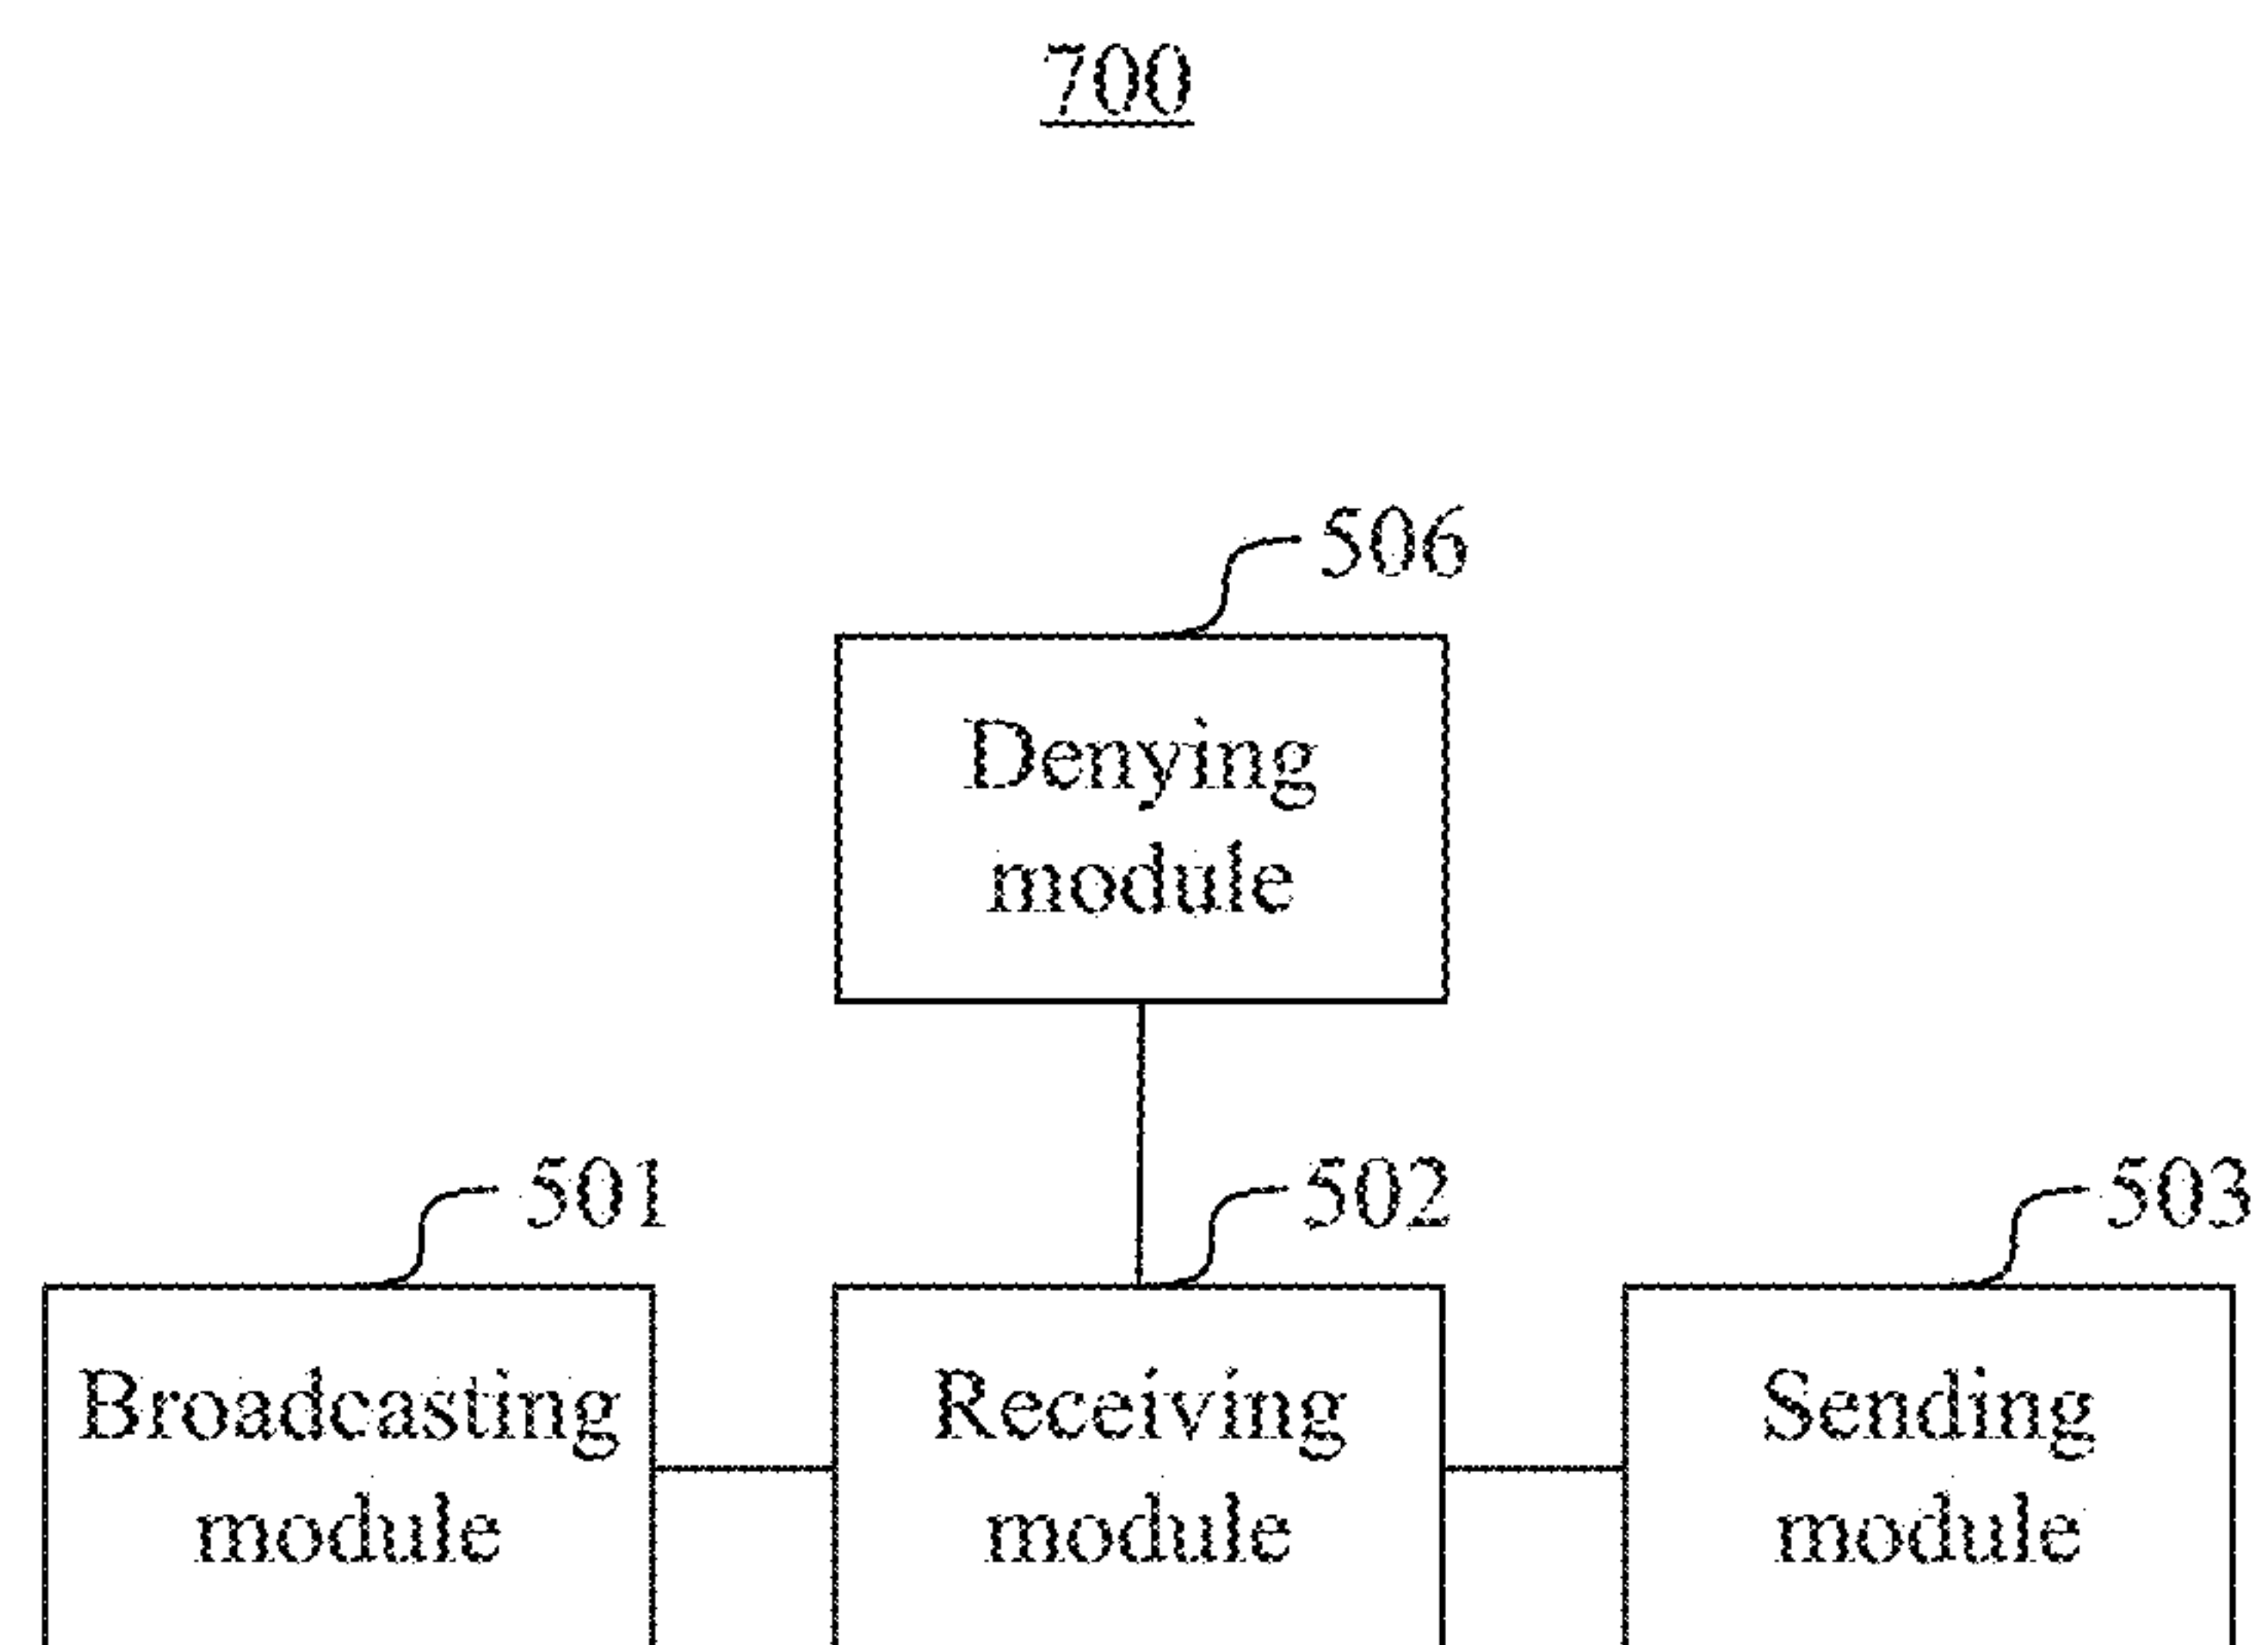 700
506
Denying
module
501
502
503
Broadcasting
module
Receiving
module
Sending
module